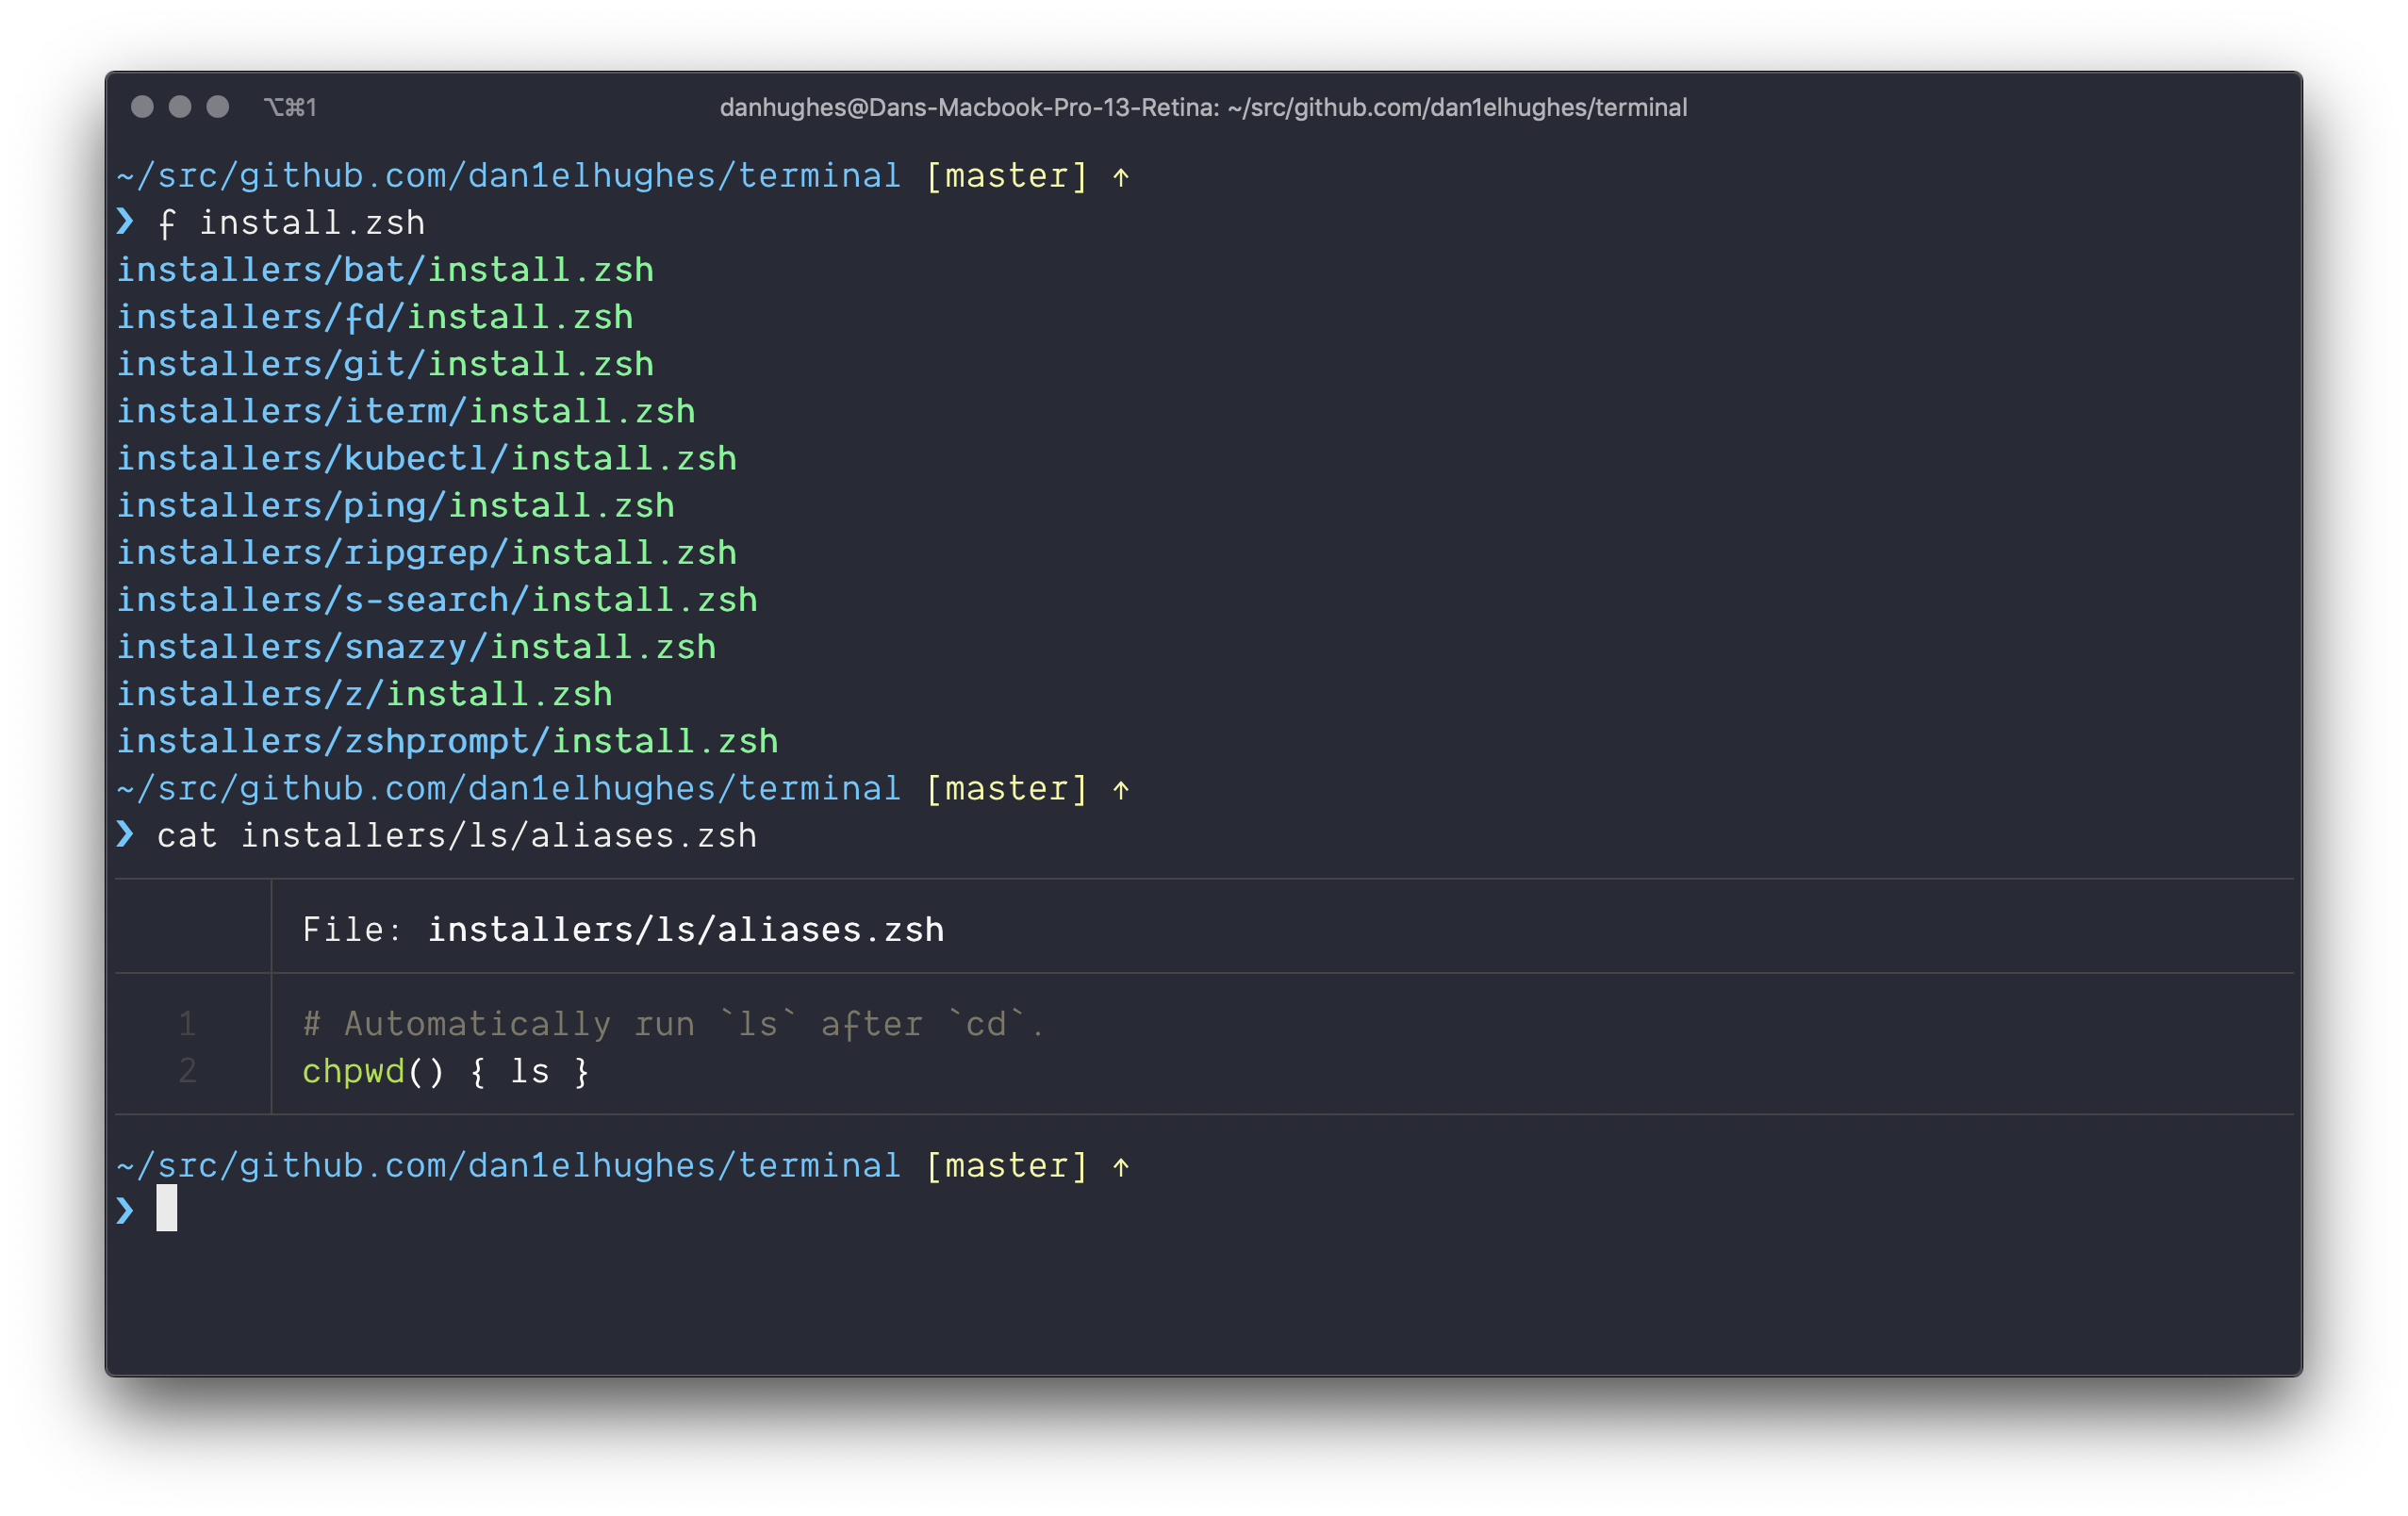 ⌥⌘1 danhughes@Dans-Macbook-Pro-13-Retina: ~/src/github.com/dan1elhughes/terminal
~/src/github.com/dan1elhughes/terminal [master] ↑
❯ f install.zsh
installers/bat/install.zsh
installers/fd/install.zsh
installers/git/install.zsh
installers/iterm/install.zsh
installers/kubectl/install.zsh
installers/ping/install.zsh
installers/ripgrep/install.zsh
installers/s-search/install.zsh
installers/snazzy/install.zsh
installers/z/install.zsh
installers/zshprompt/install.zsh
~/src/github.com/dan1elhughes/terminal [master] ↑
❯ cat installers/ls/aliases.zsh
File: installers/ls/aliases.zsh
1 # Automatically run `ls` after `cd`.
2 chpwd() { ls }
~/src/github.com/dan1elhughes/terminal [master] ↑
❯